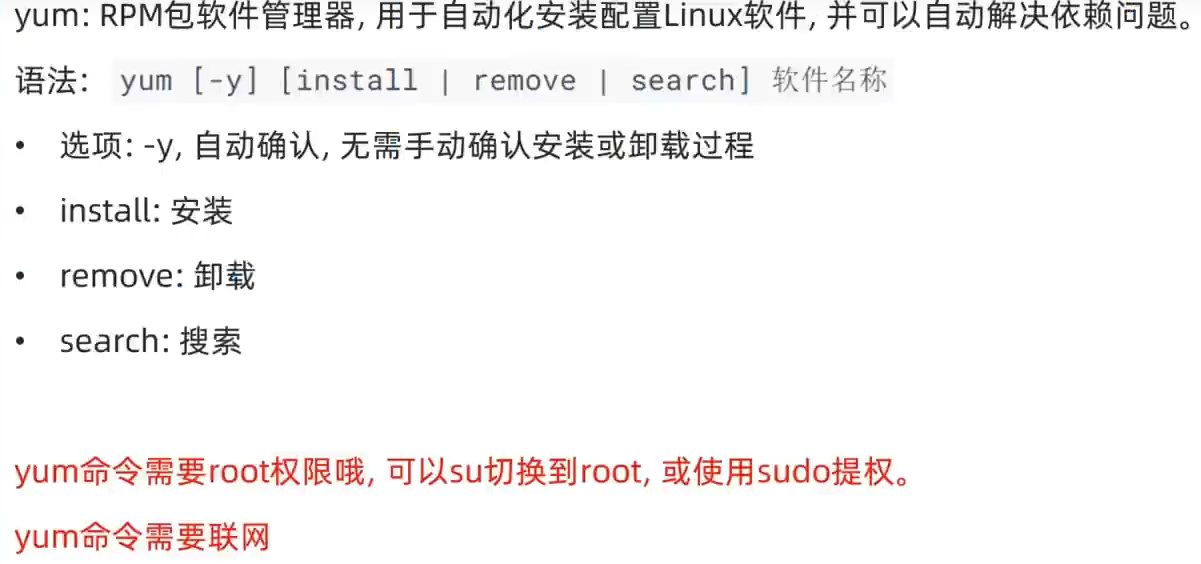 yum: RPM包软件管理器, 用于自动化安装配置Linux软件, 并可以自动解决依赖问题。
语法: yum [-y] [install | remove | search] 软件名称
• 选项: -y, 自动确认, 无需手动确认安装或卸载过程
• install: 安装
• remove: 卸载
• search: 搜索
yum命令需要root权限哦, 可以su切换到root, 或使用sudo提权。
yum命令需要联网